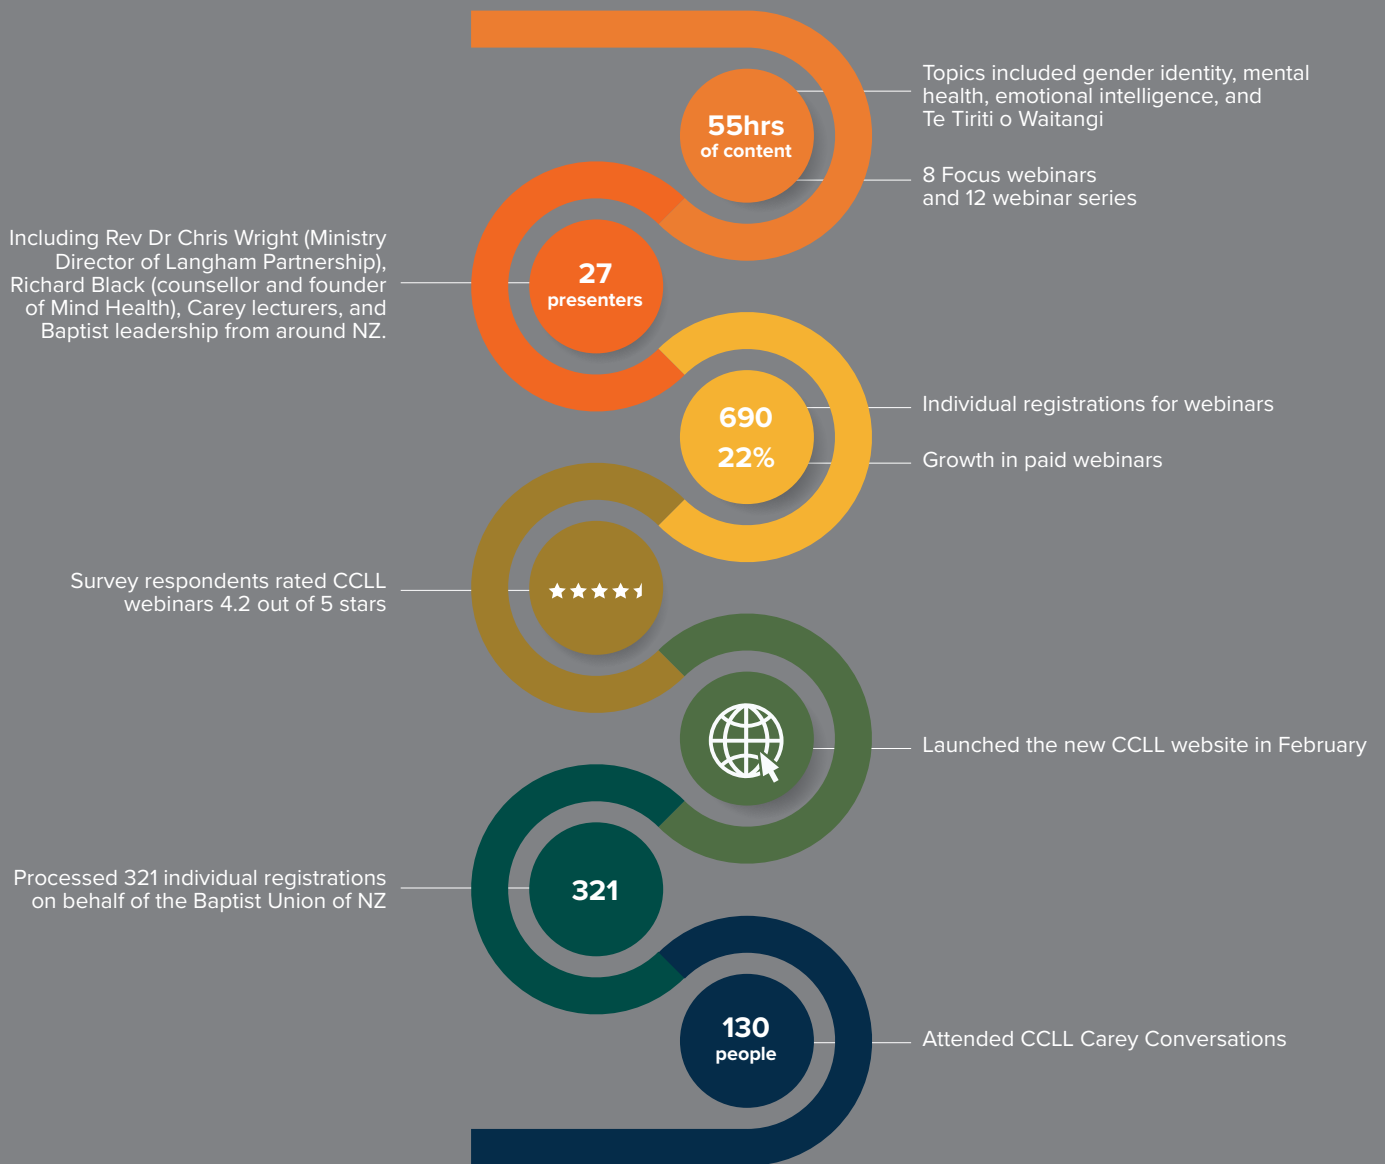 55hrs
of content
Topics included gender identity, mental
health, emotional intelligence, and
Te Tiriti o Waitangi
8 Focus webinars
and 12 webinar series
Including Rev Dr Chris Wright (Ministry
Director of Langham Partnership),
Richard Black (counsellor and founder
of Mind Health), Carey lecturers, and
Baptist leadership from around NZ.
27
presenters
690
22%
Individual registrations for webinars
Growth in paid webinars
Survey respondents rated CCLL
webinars 4.2 out of 5 stars
Launched the new CCLL website in February
Processed 321 individual registrations
on behalf of the Baptist Union of NZ
321
130
people
Attended CCLL Carey Conversations